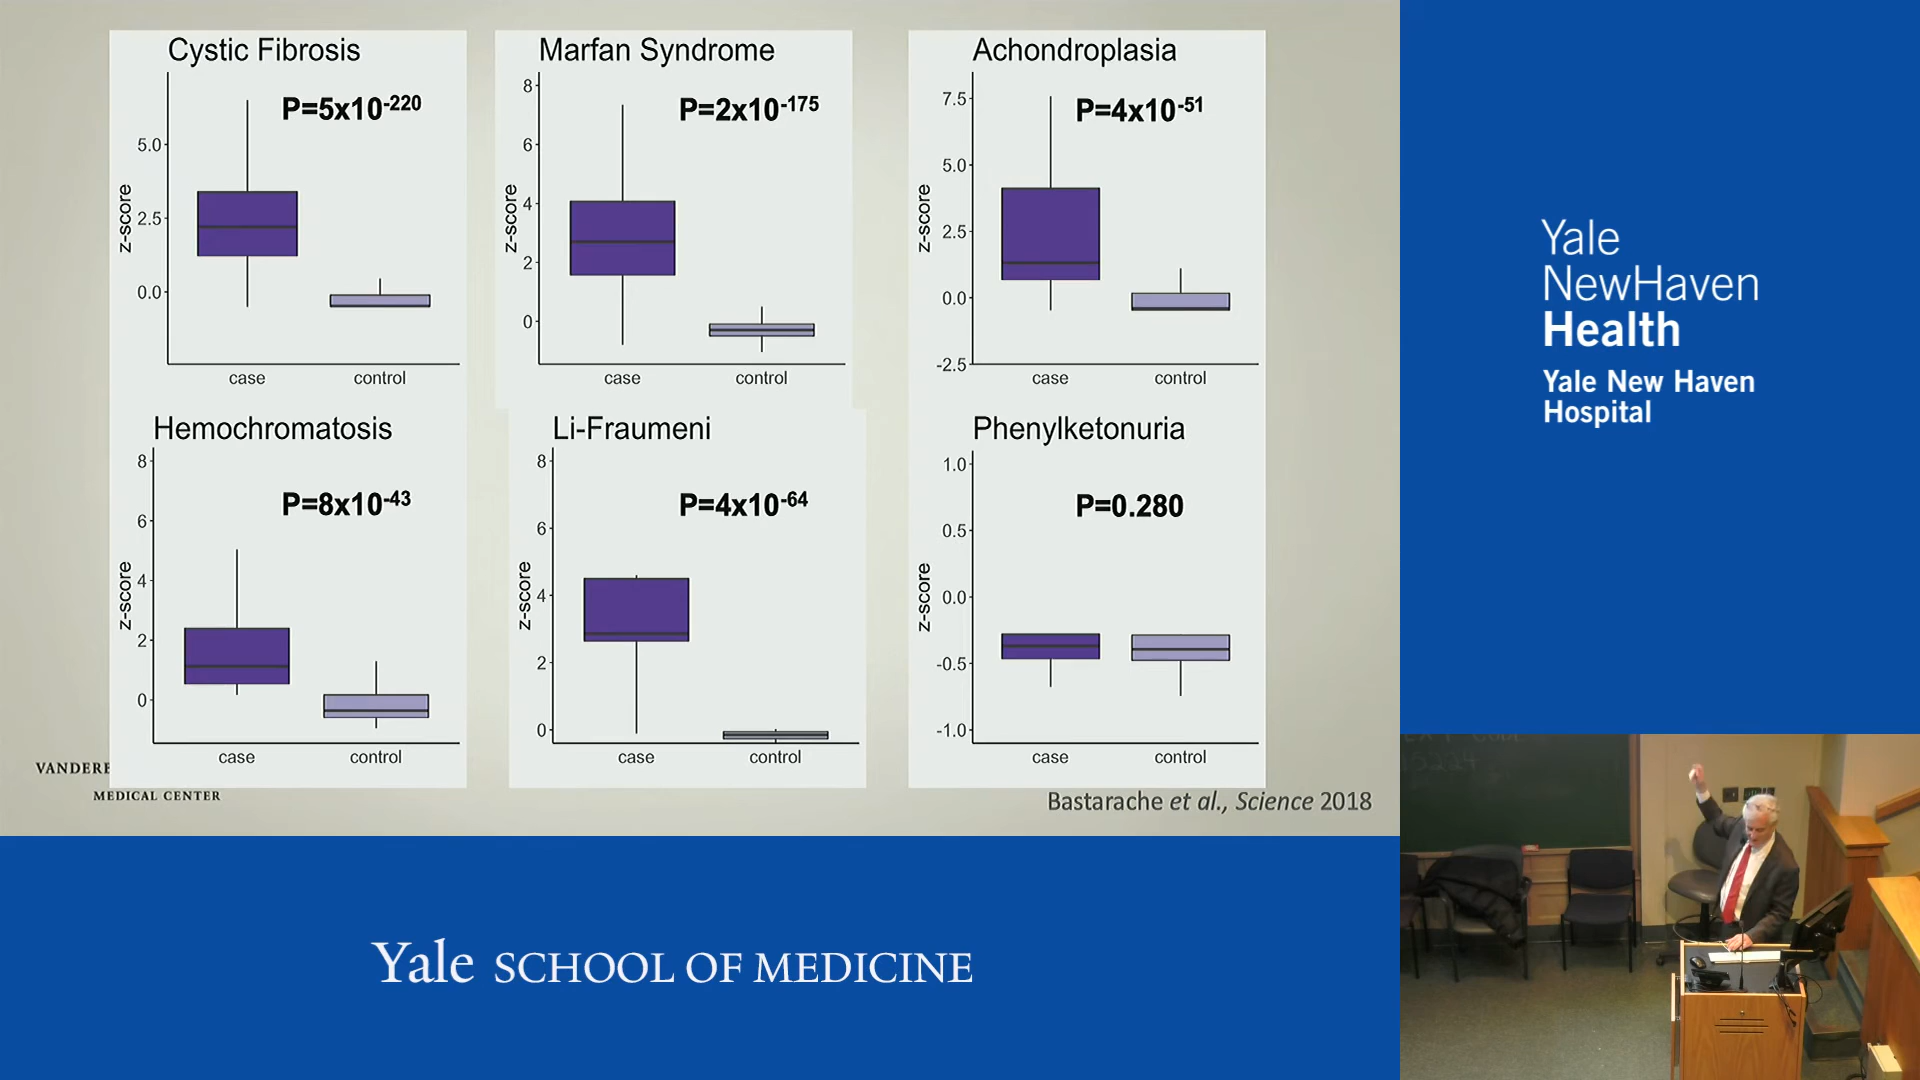 Cystic Fibrosis
P=5x10-220
z-score
5.0
2.5
0.0
case control
Marfan Syndrome
P=2x10-175
z-score
8
6
4
2
0
case control
Achondroplasia
P=4x10-51
z-score
7.5
5.0
2.5
0.0
-2.5
case control
Hemochromatosis
P=8x10-43
z-score
8
6
4
2
0
case control
Li-Fraumeni
P=4x10-64
z-score
8
6
4
2
0
case control
Phenylketonuria
P=0.280
z-score
1.0
0.5
0.0
-0.5
-1.0
case control
MEDICAL CENTER
Bastarache et al., Science 2018
Yale
NewHaven
Health
Yale New Haven
Hospital
Yale SCHOOL OF MEDICINE